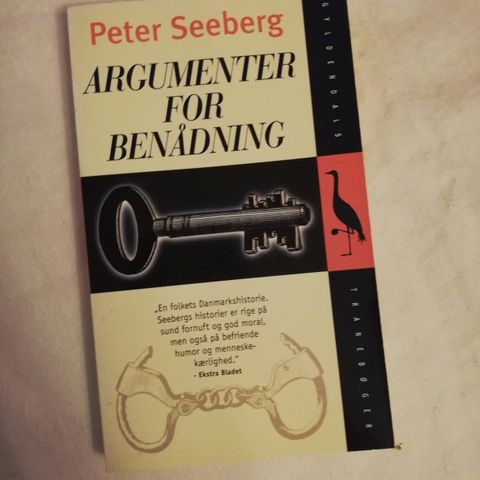 Peter Seeberg
ARGUMENTER
FOR
BENÅDNING
„En folkets Danmarkshistorie.
Seebergs historier er rige på
sund fornuft og god moral,
men også på befriende
humor og menneske-
kærlighed.”
- Ekstra Bladet
GYLDENDALS
TRANEBØGER